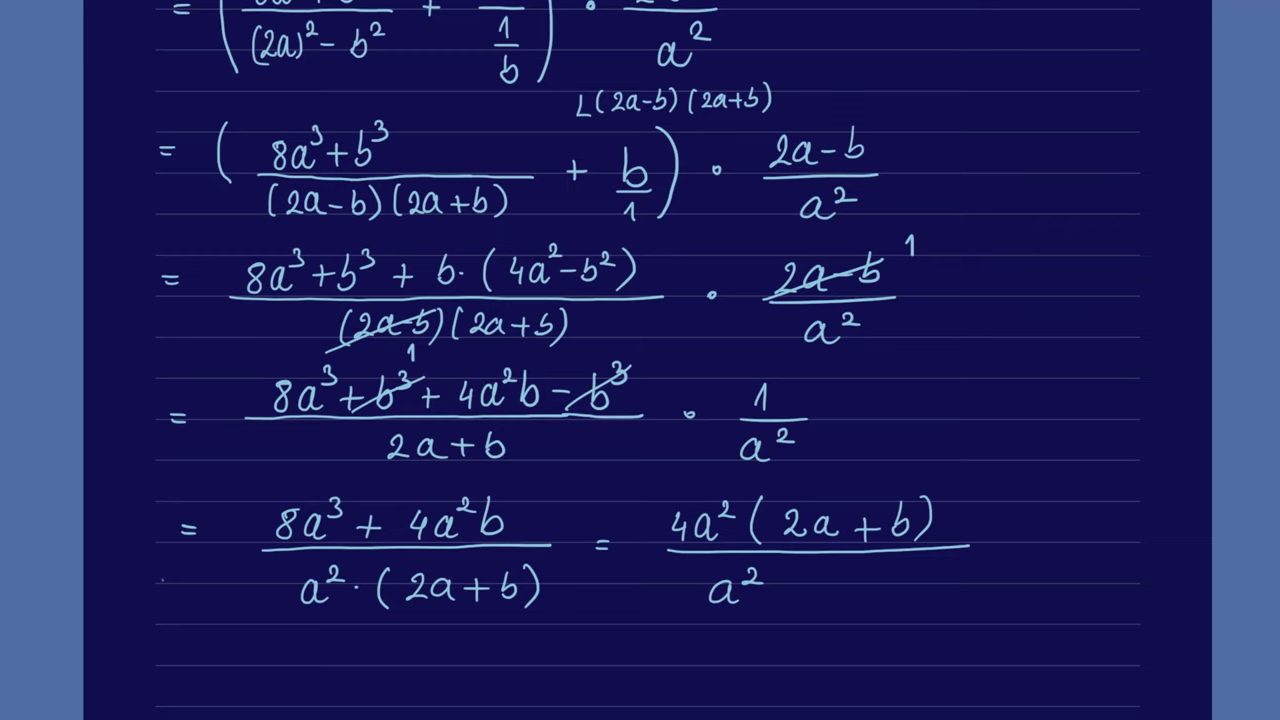 = ( / ((2a)² - b²) + / (1/b) ) · / a²
L(2a-b)(2a+b)
= ( (8a³+b³) / ((2a-b)(2a+b)) + b/1 ) · (2a-b) / a²
= (8a³+b³ + b·(4a²-b²)) / ((2a-b)(2a+b)) · (2a-b) / a² 1 1
= (8a³+b³+4a²b-b³) / (2a+b) · 1 / a²
= (8a³+4a²b) / (a²·(2a+b)) = 4a²(2a+b) / a²